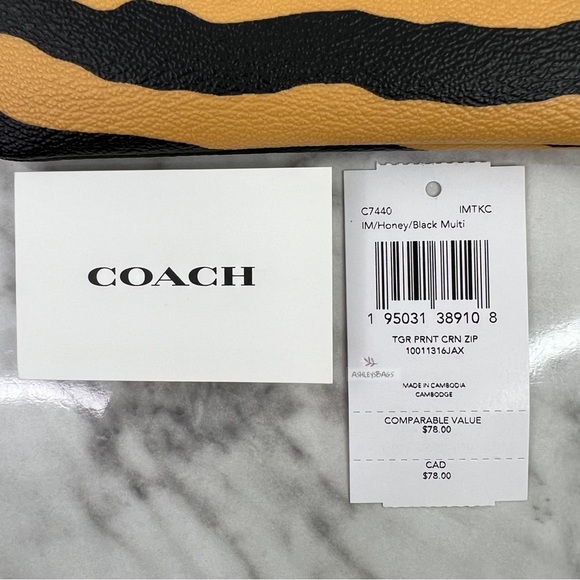 COACH
C7440 IMTKC
IM/Honey/Black Multi
1 95031 38910 8
TGR PRNT CRN ZIP
10011316JAX
ASHLEYSBAGS
MADE IN CAMBODIA
CAMBODGE
COMPARABLE VALUE
$78.00
CAD
$78.00